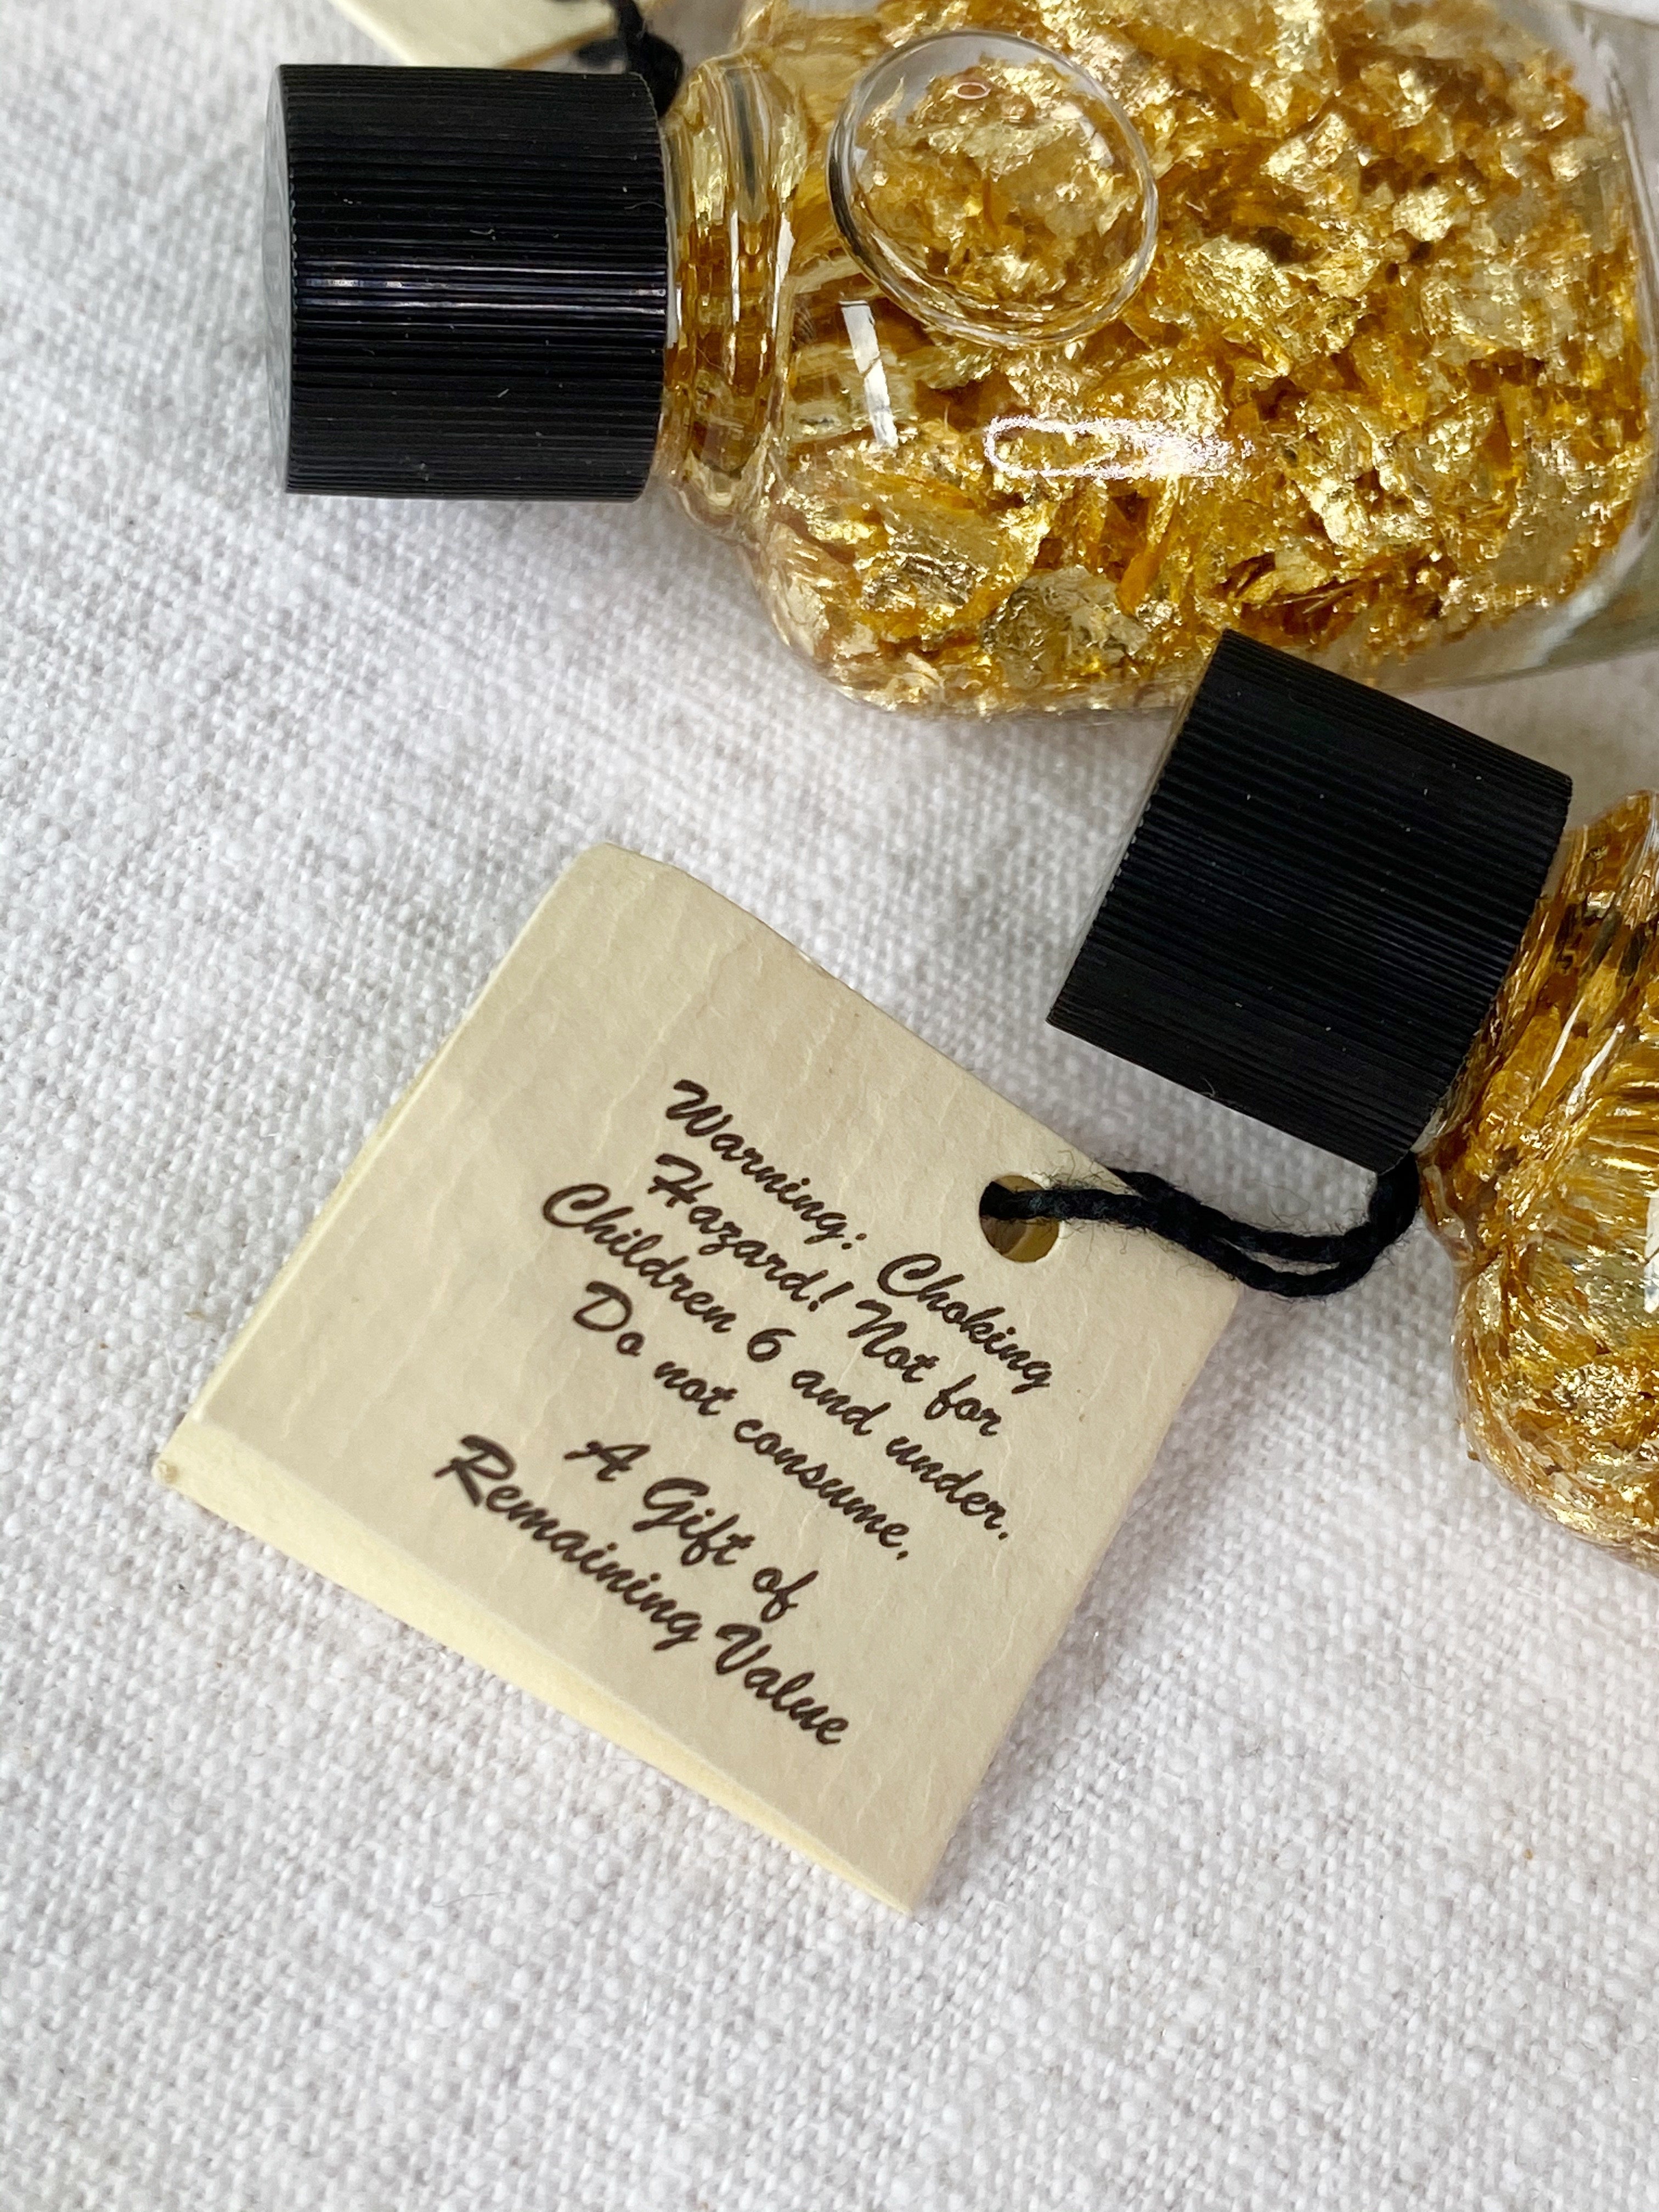 Warning: Choking
Hazard! Not for
Children 6 and under.
Do not consume.
A Gift of
Remaining Value